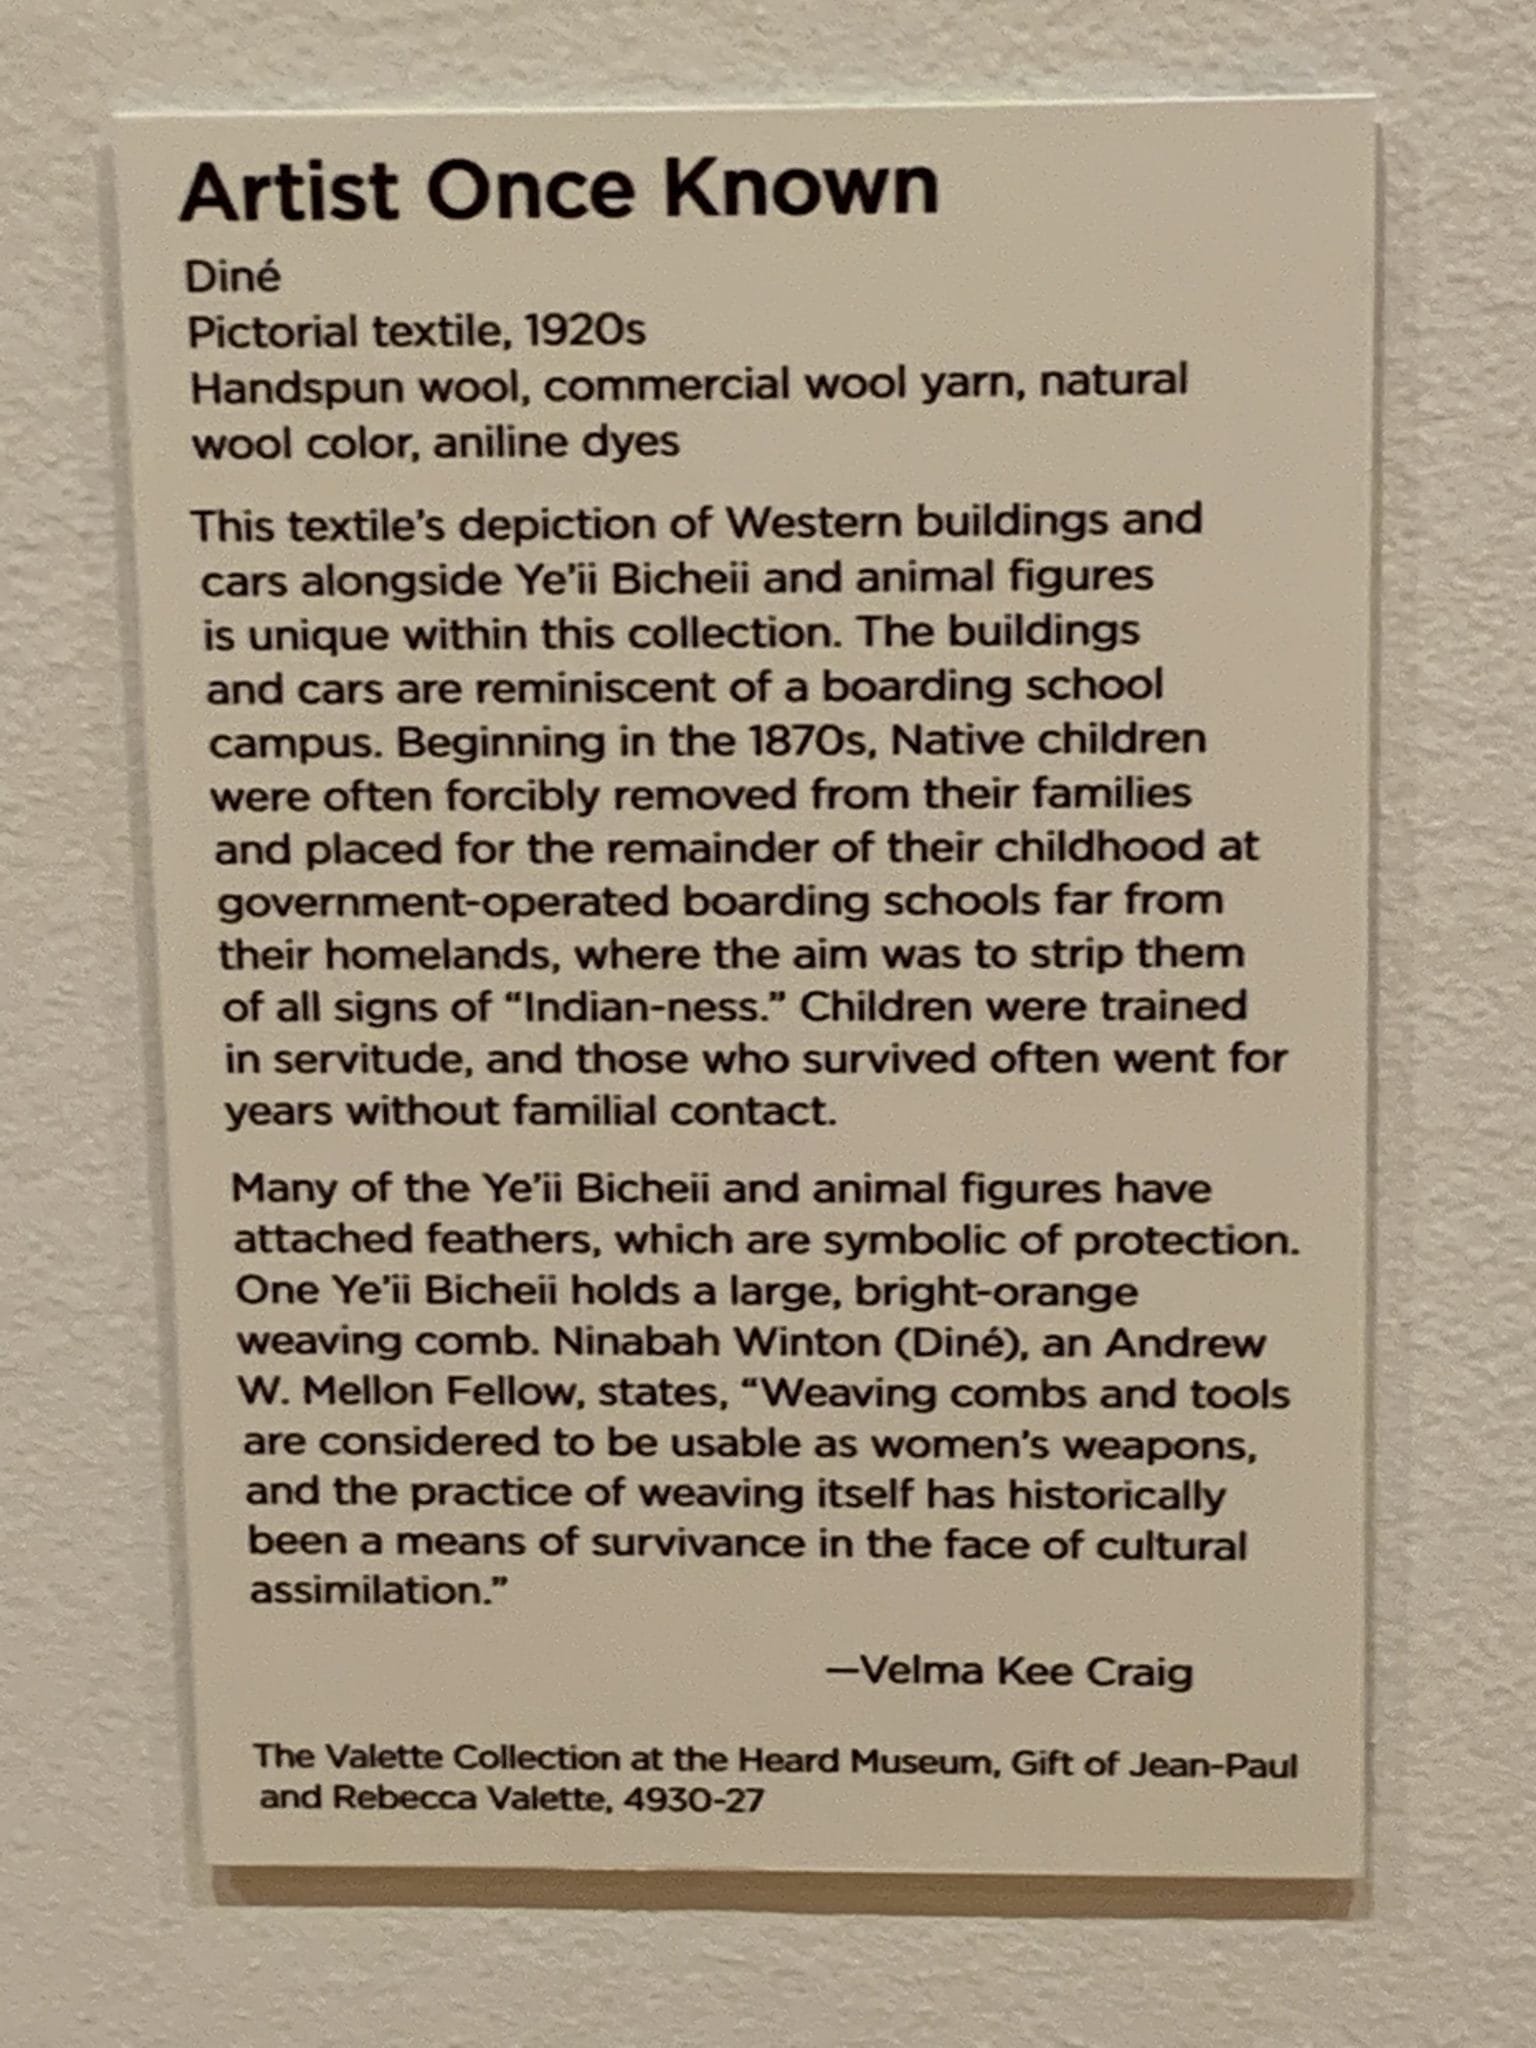 Artist Once Known
Diné
Pictorial textile, 1920s
Handspun wool, commercial wool yarn, natural
wool color, aniline dyes
This textile's depiction of Western buildings and
cars alongside Ye'ii Bicheii and animal figures
is unique within this collection. The buildings
and cars are reminiscent of a boarding school
campus. Beginning in the 1870s, Native children
were often forcibly removed from their families
and placed for the remainder of their childhood at
government-operated boarding schools far from
their homelands, where the aim was to strip them
of all signs of “Indian-ness.” Children were trained
in servitude, and those who survived often went for
years without familial contact.
Many of the Ye'ii Bicheii and animal figures have
attached feathers, which are symbolic of protection.
One Ye'ii Bicheii holds a large, bright-orange
weaving comb. Ninabah Winton (Diné), an Andrew
W. Mellon Fellow, states, “Weaving combs and tools
are considered to be usable as women's weapons,
and the practice of weaving itself has historically
been a means of survivance in the face of cultural
assimilation.”
—Velma Kee Craig
The Valette Collection at the Heard Museum, Gift of Jean-Paul
and Rebecca Valette, 4930-27